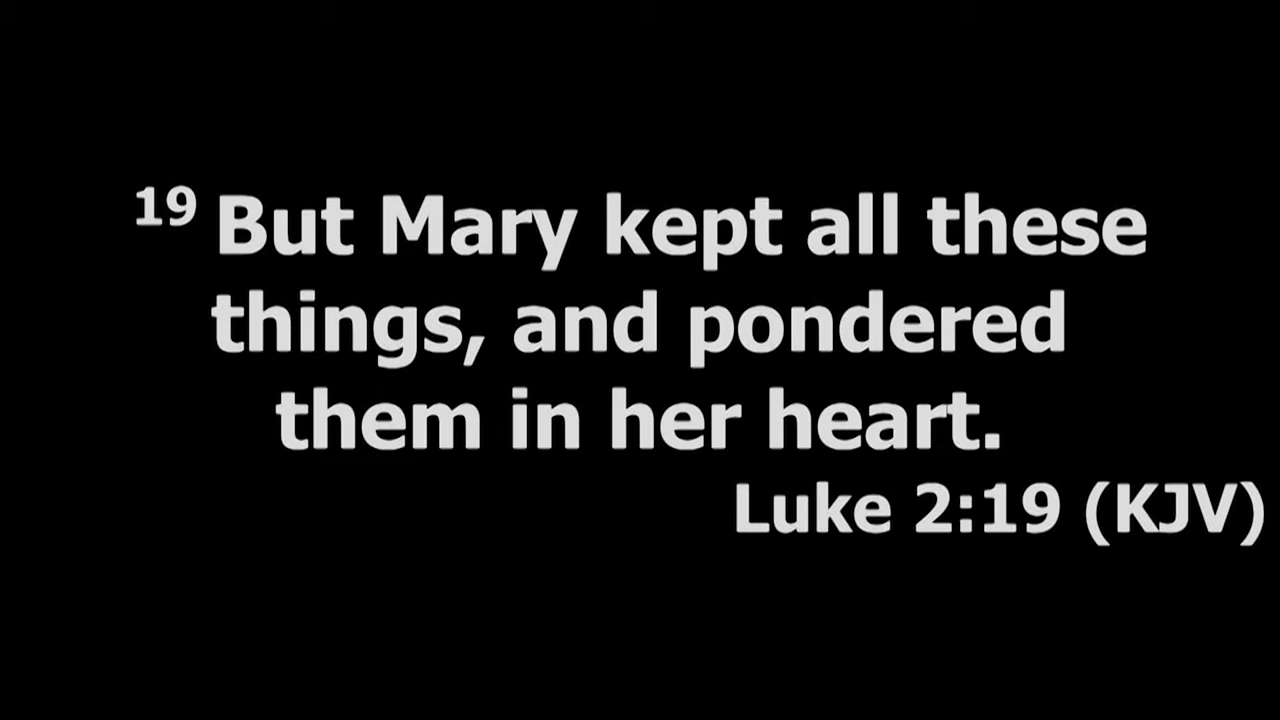 19 But Mary kept all these
things, and pondered
them in her heart.
Luke 2:19 (KJV)